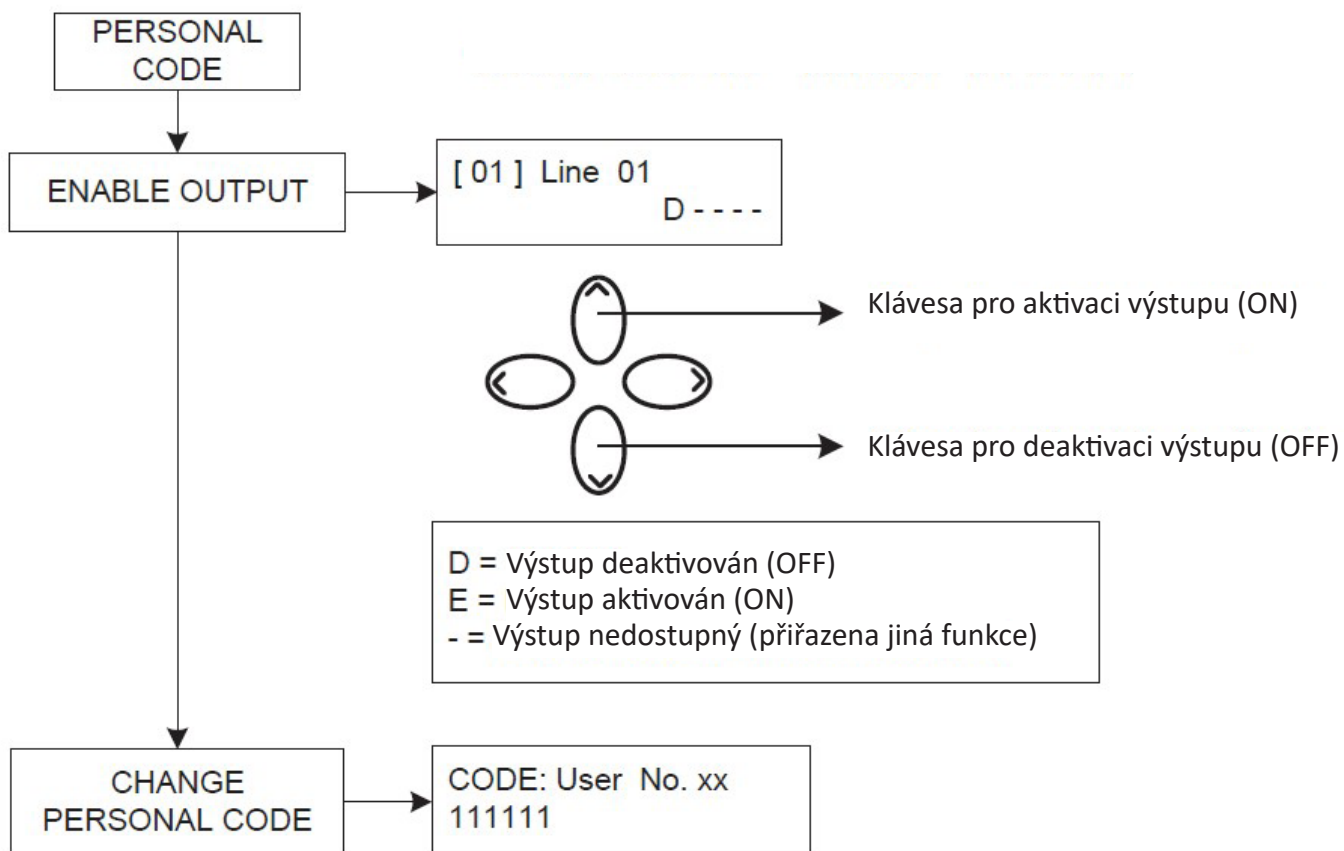 PERSONAL
CODE
ENABLE OUTPUT
[ 01 ] Line 01
D - - - -
Klávesa pro aktivaci výstupu (ON)
Klávesa pro deaktivaci výstupu (OFF)
D = Výstup deaktivován (OFF)
E = Výstup aktivován (ON)
- = Výstup nedostupný (přiřazena jiná funkce)
CHANGE
PERSONAL CODE
CODE: User No. xx
111111